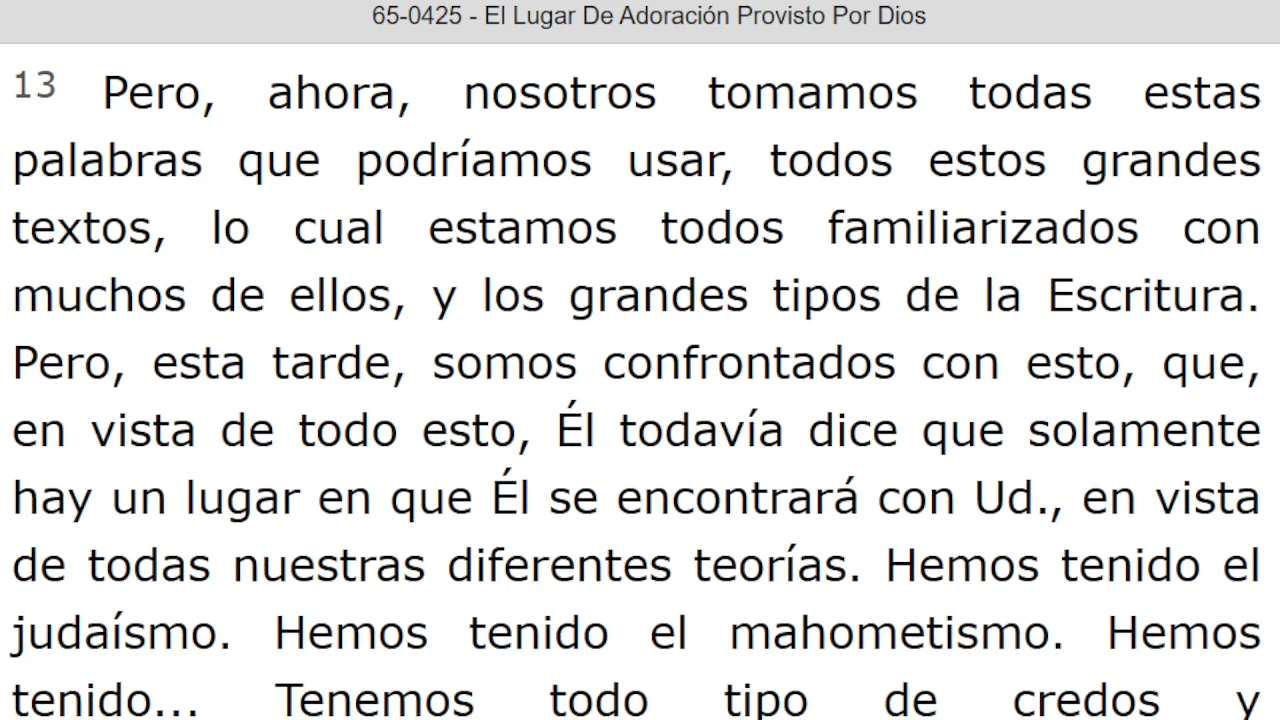 65-0425 - El Lugar De Adoración Provisto Por Dios
13 Pero, ahora, nosotros tomamos todas estas
palabras que podríamos usar, todos estos grandes
textos, lo cual estamos todos familiarizados con
muchos de ellos, y los grandes tipos de la Escritura.
Pero, esta tarde, somos confrontados con esto, que,
en vista de todo esto, Él todavía dice que solamente
hay un lugar en que Él se encontrará con Ud., en vista
de todas nuestras diferentes teorías. Hemos tenido el
judaísmo. Hemos tenido el mahometismo. Hemos
tenido... Tenemos todo tipo de credos y